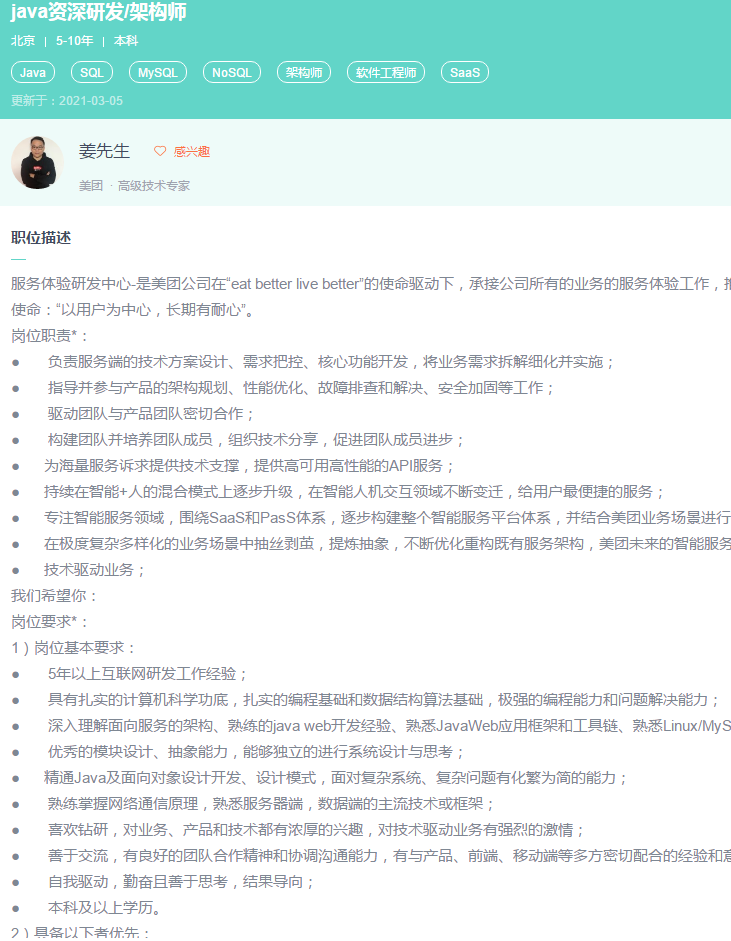 java资深研发/架构师
北京 | 5-10年 | 本科
Java SQL MySQL NoSQL 架构师 软件工程师 SaaS
更新于：2021-03-05
姜先生 感兴趣
美团 · 高级技术专家
职位描述
服务体验研发中心-是美团公司在“eat better live better”的使命驱动下，承接公司所有的业务的服务体验工作，推
使命：“以用户为中心，长期有耐心”。
岗位职责*：
● 负责服务端的技术方案设计、需求把控、核心功能开发，将业务需求拆解细化并实施；
● 指导并参与产品的架构规划、性能优化、故障排查和解决、安全加固等工作；
● 驱动团队与产品团队密切合作；
● 构建团队并培养团队成员，组织技术分享，促进团队成员进步；
● 为海量服务诉求提供技术支撑，提供高可用高性能的API服务；
● 持续在智能+人的混合模式上逐步升级，在智能人机交互领域不断变迁，给用户最便捷的服务；
● 专注智能服务领域，围绕SaaS和PasS体系，逐步构建整个智能服务平台体系，并结合美团业务场景进行
● 在极度复杂多样化的业务场景中抽丝剥茧，提炼抽象，不断优化重构既有服务架构，美团未来的智能服务
● 技术驱动业务；
我们希望你：
岗位要求*：
1）岗位基本要求：
● 5年以上互联网研发工作经验；
● 具有扎实的计算机科学功底，扎实的编程基础和数据结构算法基础，极强的编程能力和问题解决能力；
● 深入理解面向服务的架构、熟练的java web开发经验、熟悉JavaWeb应用框架和工具链、熟悉Linux/MyS
● 优秀的模块设计、抽象能力，能够独立的进行系统设计与思考；
● 精通Java及面向对象设计开发、设计模式，面对复杂系统、复杂问题有化繁为简的能力；
● 熟练掌握网络通信原理，熟悉服务器端，数据端的主流技术或框架；
● 喜欢钻研，对业务、产品和技术都有浓厚的兴趣，对技术驱动业务有强烈的激情；
● 善于交流，有良好的团队合作精神和协调沟通能力，有与产品、前端、移动端等多方密切配合的经验和意
● 自我驱动，勤奋且善于思考，结果导向；
● 本科及以上学历。
2）具备以下者优先：